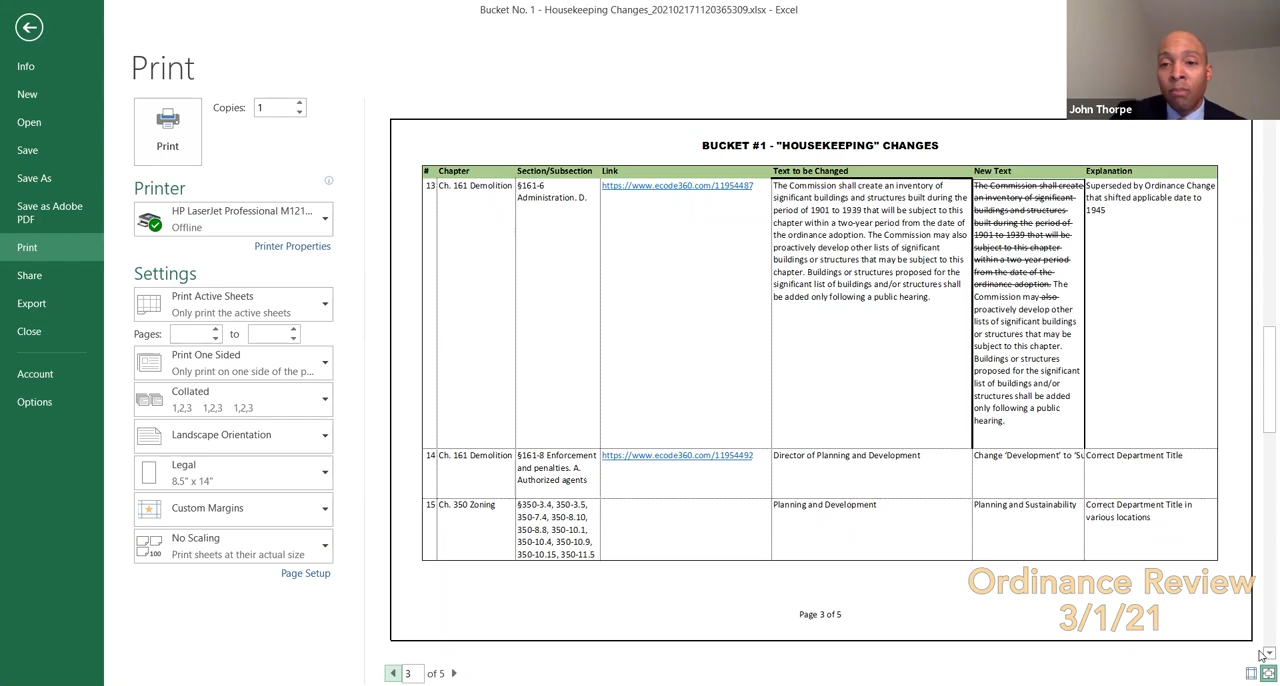 Bucket No. 1 - Housekeeping Changes_202102171120365309.xlsx - Excel
John Thorpe
Info
New
Open
Save
Save As
Save as Adobe
PDF
Print
Share
Export
Close
Account
Options
Print
Print
Copies: 1
Printer
HP LaserJet Professional M121...
Offline
Printer Properties
Settings
Print Active Sheets
Only print the active sheets
Pages: to
Print One Sided
Only print on one side of the p...
Collated
1,2,3 1,2,3 1,2,3
Landscape Orientation
Legal
8.5" x 14"
Custom Margins
No Scaling
Print sheets at their actual size
100
Page Setup
BUCKET #1 - "HOUSEKEEPING" CHANGES
# Chapter Section/Subsection Link Text to be Changed New Text Explanation
13 Ch. 161 Demolition
§161-6
Administration, D.
https://www.ecode360.com/11954487
The Commission shall create an inventory of
significant buildings and structures built during the
period of 1901 to 1939 that will be subject to this
chapter within a two-year period from the date of
the ordinance adoption. The Commission may also
proactively develop other lists of significant
buildings or structures that may be subject to this
chapter. Buildings or structures proposed for the
significant list of buildings and/or structures shall
be added only following a public hearing.
The Commission shall create
an inventory of significant
buildings and structures
built during the period of
1901 to 1939 that will be
subject to this chapter
within a two-year period
from the date of the
ordinance adoption. The
Commission may also
proactively develop other
lists of significant buildings
or structures that may be
subject to this chapter.
Buildings or structures
proposed for the significant
list of buildings and/or
structures shall be added
only following a public
hearing.
Superseded by Ordinance Change
that shifted applicable date to
1945
14 Ch. 161 Demolition
§161-8 Enforcement
and penalties. A.
Authorized agents
https://www.ecode360.com/11954492
Director of Planning and Development
Change ‘Development’ to ‘Su
Correct Department Title
15 Ch. 350 Zoning
§350-3.4, 350-3.5,
350-7.4, 350-8.10,
350-8.8, 350-10.1,
350-10.4, 350-10.9,
350-10.15, 350-11.5
Planning and Development
Planning and Sustainability
Correct Department Title in
various locations
Page 3 of 5
Ordinance Review
3/1/21
3 of 5